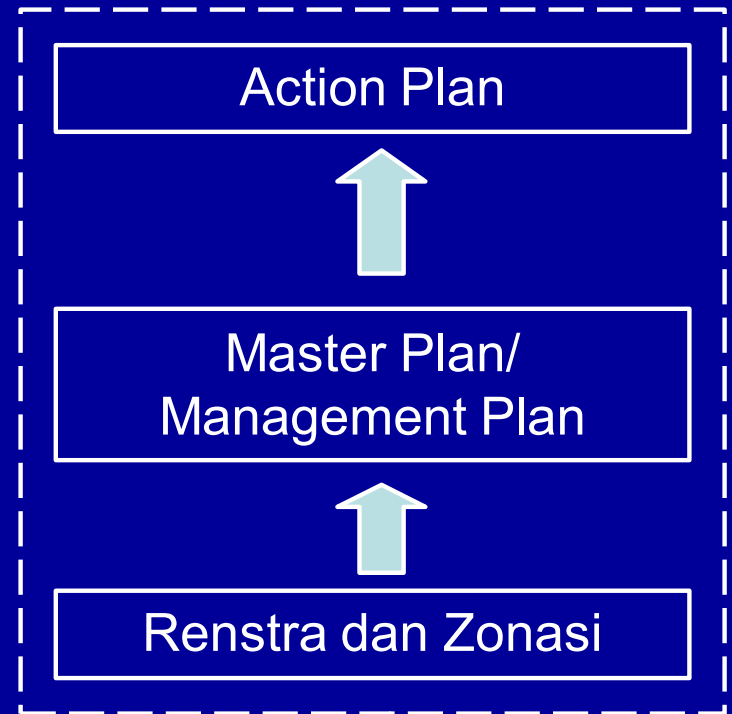 Action Plan
Master Plan/
Management Plan
Renstra dan Zonasi